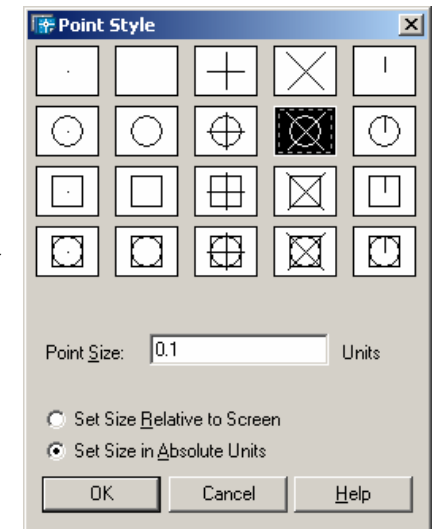 Point Style
Point Size: 0.1 Units
Set Size Relative to Screen
Set Size in Absolute Units
OK Cancel Help